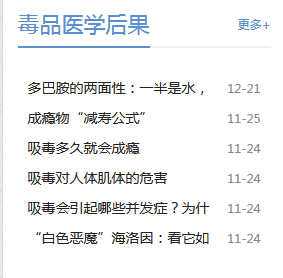 毒品医学后果 更多+
多巴胺的两面性：一半是水， 12-21
成瘾物“减寿公式” 11-25
吸毒多久就会成瘾 11-24
吸毒对人体肌体的危害 11-24
吸毒会引起哪些并发症？为什 11-24
“白色恶魔”海洛因：看它如 11-24